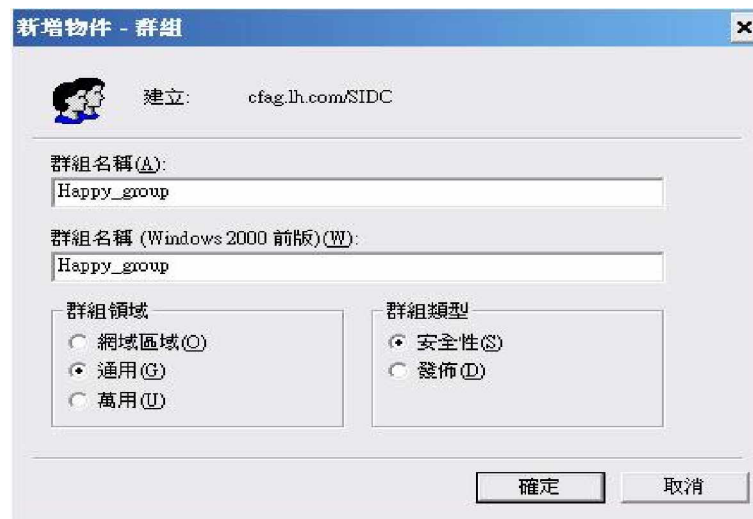 新增物件 - 群組
建立: cfag.lh.com/SIDC
群組名稱(A):
Happy_group
群組名稱 (Windows 2000 前版)(W):
Happy_group
群組領域
網域區域(O)
通用(G)
萬用(U)
群組類型
安全性(S)
發佈(D)
確定
取消